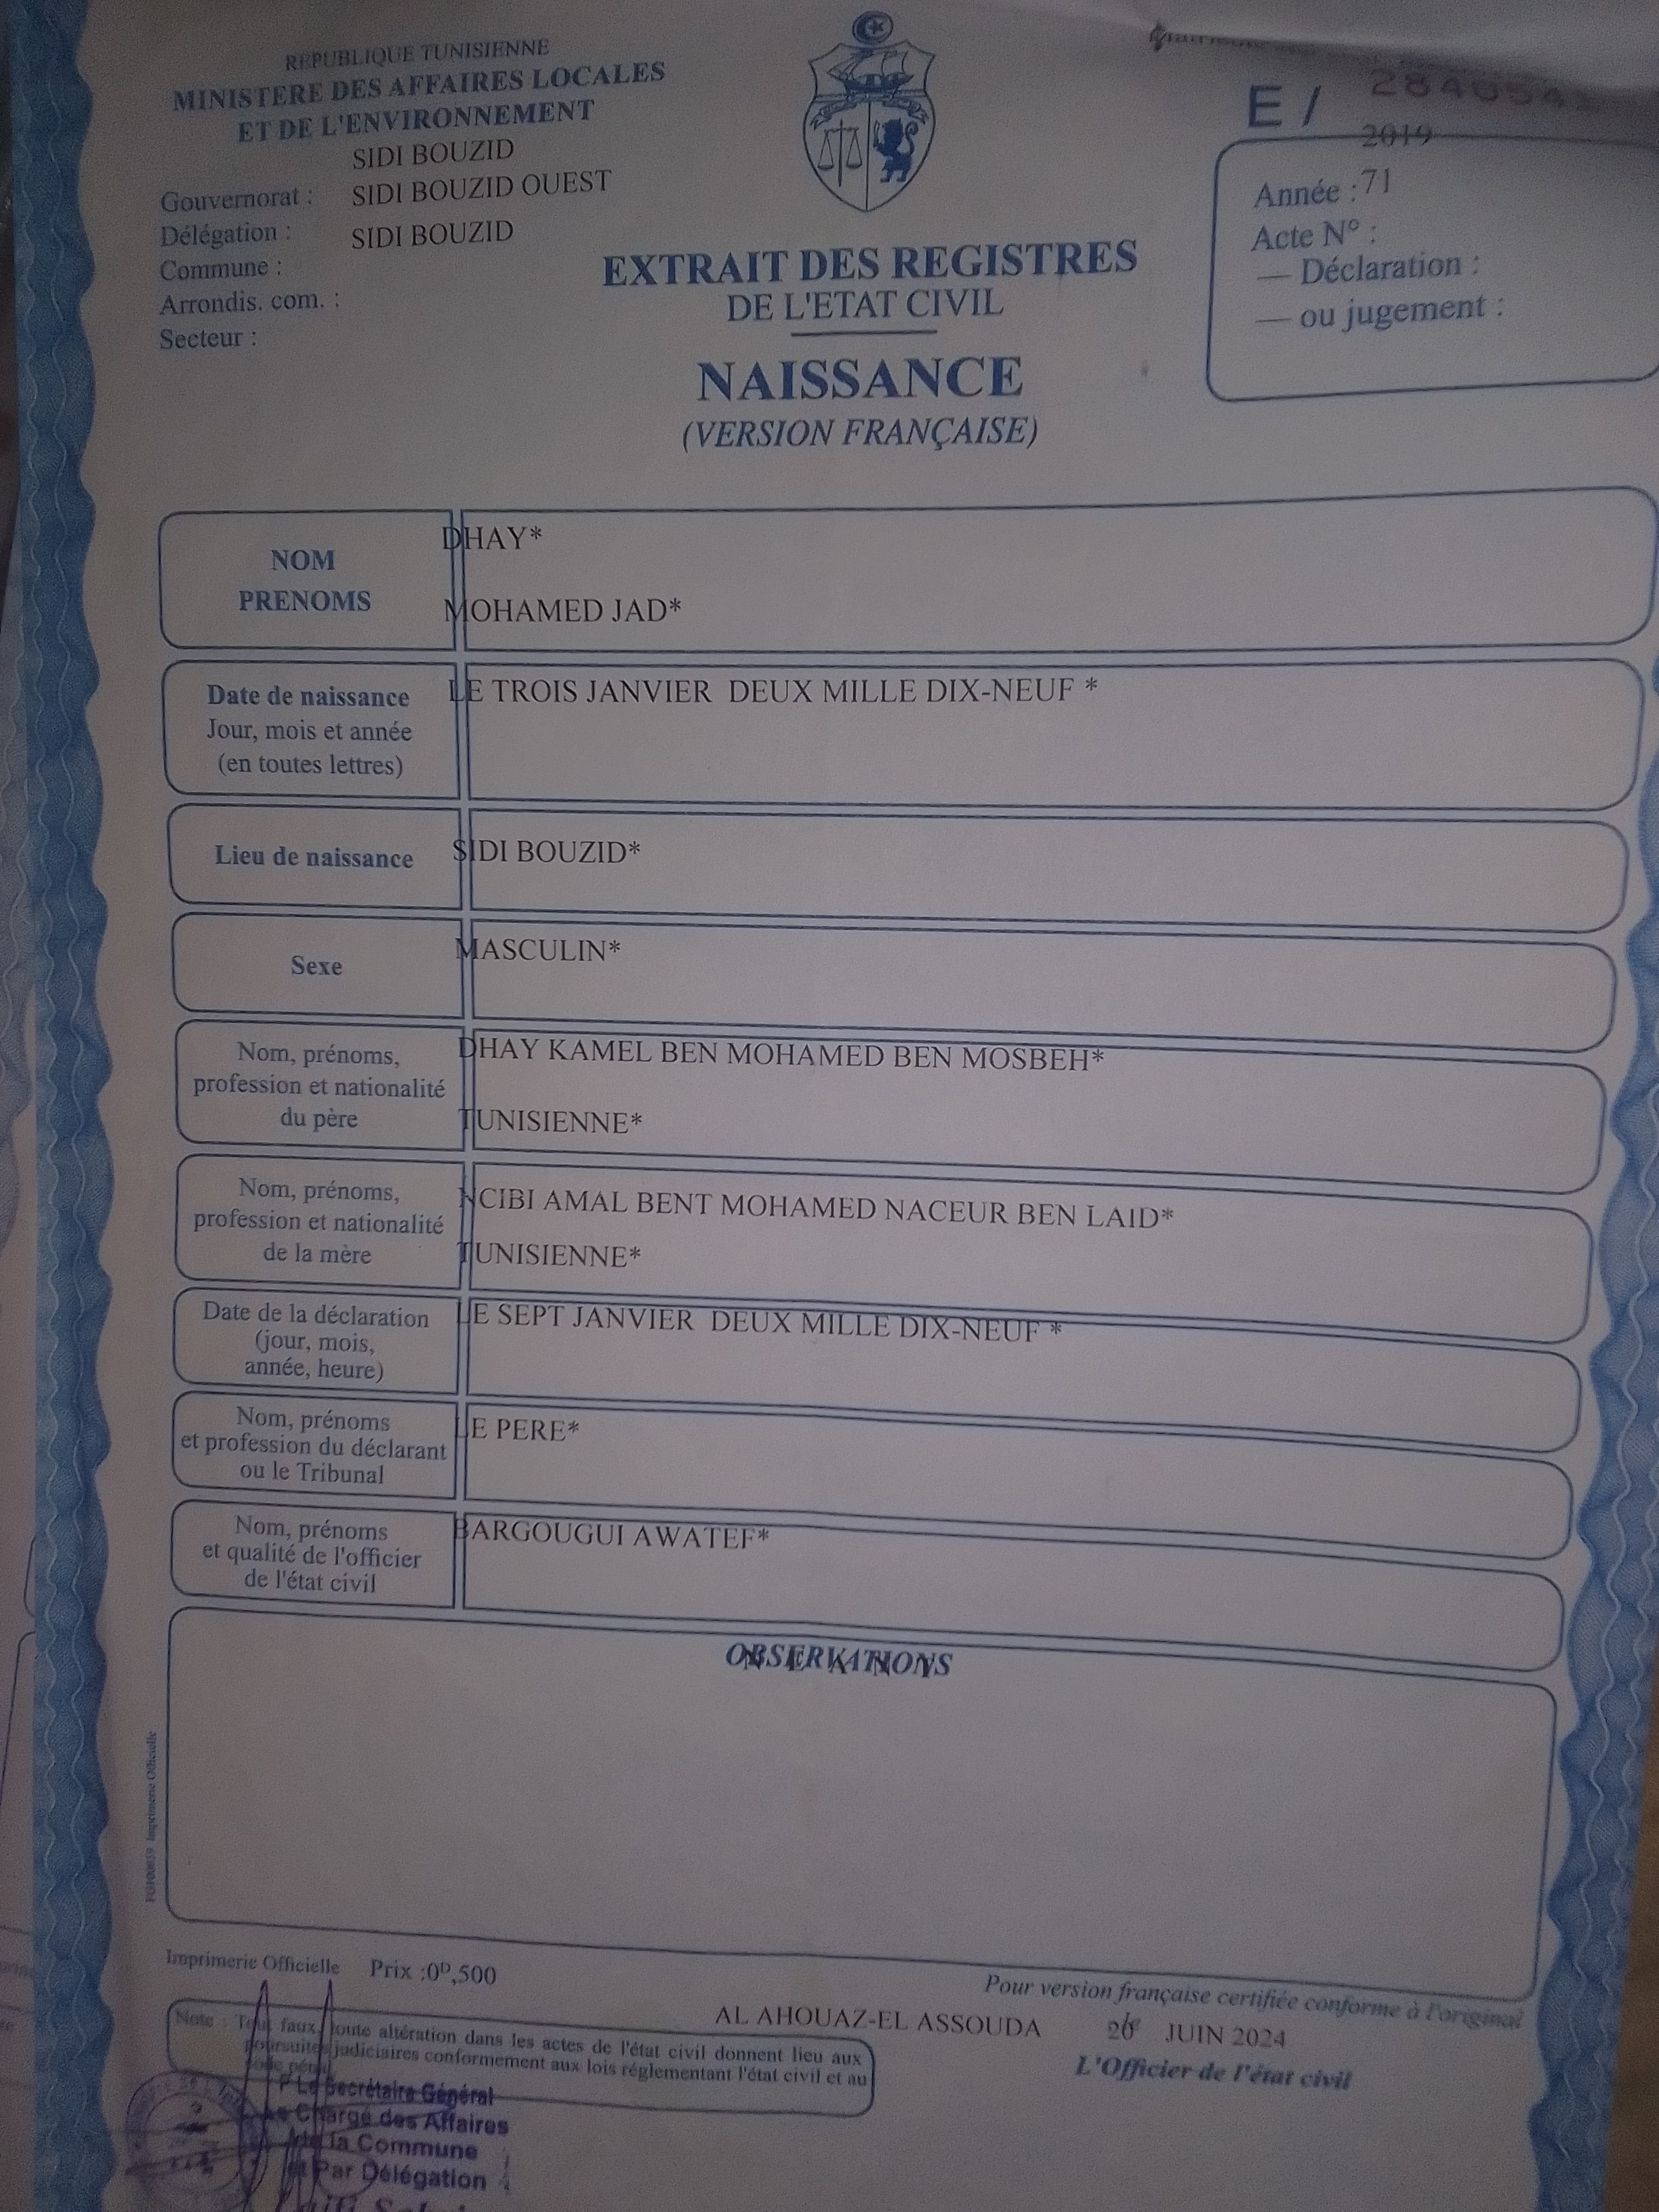 REPUBLIQUE TUNISIENNE
MINISTERE DES AFFAIRES LOCALES
ET DE L'ENVIRONNEMENT
SIDI BOUZID
Gouvernorat : SIDI BOUZID OUEST
Délégation : SIDI BOUZID
Commune :
Arrondis. com. :
Secteur :
E /
2019
Année : 71
Acte N° :
— Déclaration :
— ou jugement :
EXTRAIT DES REGISTRES
DE L'ETAT CIVIL
NAISSANCE
(VERSION FRANÇAISE)
NOM
PRENOMS
DHAY*
MOHAMED JAD*
Date de naissance
Jour, mois et année
(en toutes lettres)
LE TROIS JANVIER DEUX MILLE DIX-NEUF *
Lieu de naissance
SIDI BOUZID*
Sexe
MASCULIN*
Nom, prénoms,
profession et nationalité
du père
DHAY KAMEL BEN MOHAMED BEN MOSBEH*
TUNISIENNE*
Nom, prénoms,
profession et nationalité
de la mère
NCIBI AMAL BENT MOHAMED NACEUR BEN LAID*
TUNISIENNE*
Date de la déclaration
(jour, mois,
année, heure)
LE SEPT JANVIER DEUX MILLE DIX-NEUF *
Nom, prénoms
et profession du déclarant
ou le Tribunal
LE PERE*
Nom, prénoms
et qualité de l'officier
de l'état civil
BARGOUGUI AWATEF*
OBSERVATIONS
N E A N T
Imprimerie Officielle
Imprimerie Officielle Prix :0ᴰ,500
Pour version française certifiée conforme à l'original
AL AHOUAZ-EL ASSOUDA JUIN 2024
L'Officier de l'état civil
Note : Tout faux, toute altération dans les actes de l'état civil donnent lieu aux
poursuites judiciaires conformement aux lois réglementant l'état civil et au
code pénal
P Le Secrétaire Général
Chargé des Affaires
de la Commune
et Par Délégation